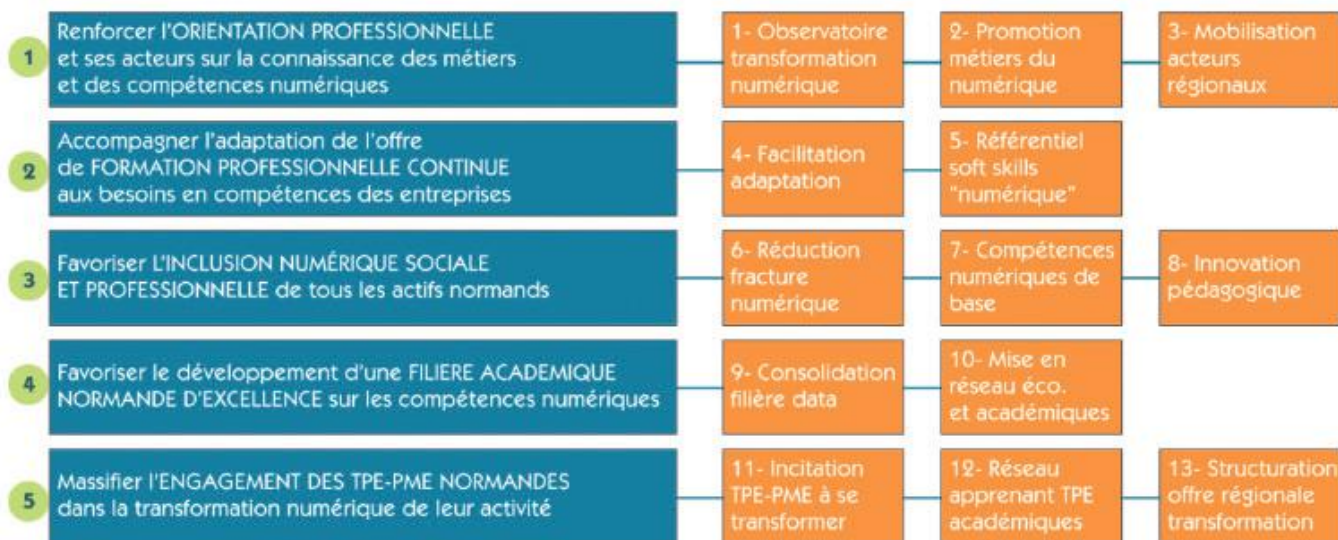 1
Renforcer l'ORIENTATION PROFESSIONNELLE
et ses acteurs sur la connaissance des métiers
et des compétences numériques
1- Observatoire
transformation
numérique
2- Promotion
métiers du
numérique
3- Mobilisation
acteurs
régionaux
2
Accompagner l'adaptation de l'offre
de FORMATION PROFESSIONNELLE CONTINUE
aux besoins en compétences des entreprises
4- Facilitation
adaptation
5- Référentiel
soft skills
"numérique"
3
Favoriser L'INCLUSION NUMÉRIQUE SOCIALE
ET PROFESSIONNELLE de tous les actifs normands
6- Réduction
fracture
numérique
7- Compétences
numériques de
base
8- Innovation
pédagogique
4
Favoriser le développement d'une FILIERE ACADEMIQUE
NORMANDE D'EXCELLENCE sur les compétences numériques
9- Consolidation
filière data
10- Mise en
réseau éco.
et académiques
5
Massifier l'ENGAGEMENT DES TPE-PME NORMANDES
dans la transformation numérique de leur activité
11- Incitation
TPE-PME à se
transformer
12- Réseau
apprenant TPE
académiques
13- Structuration
offre régionale
transformation